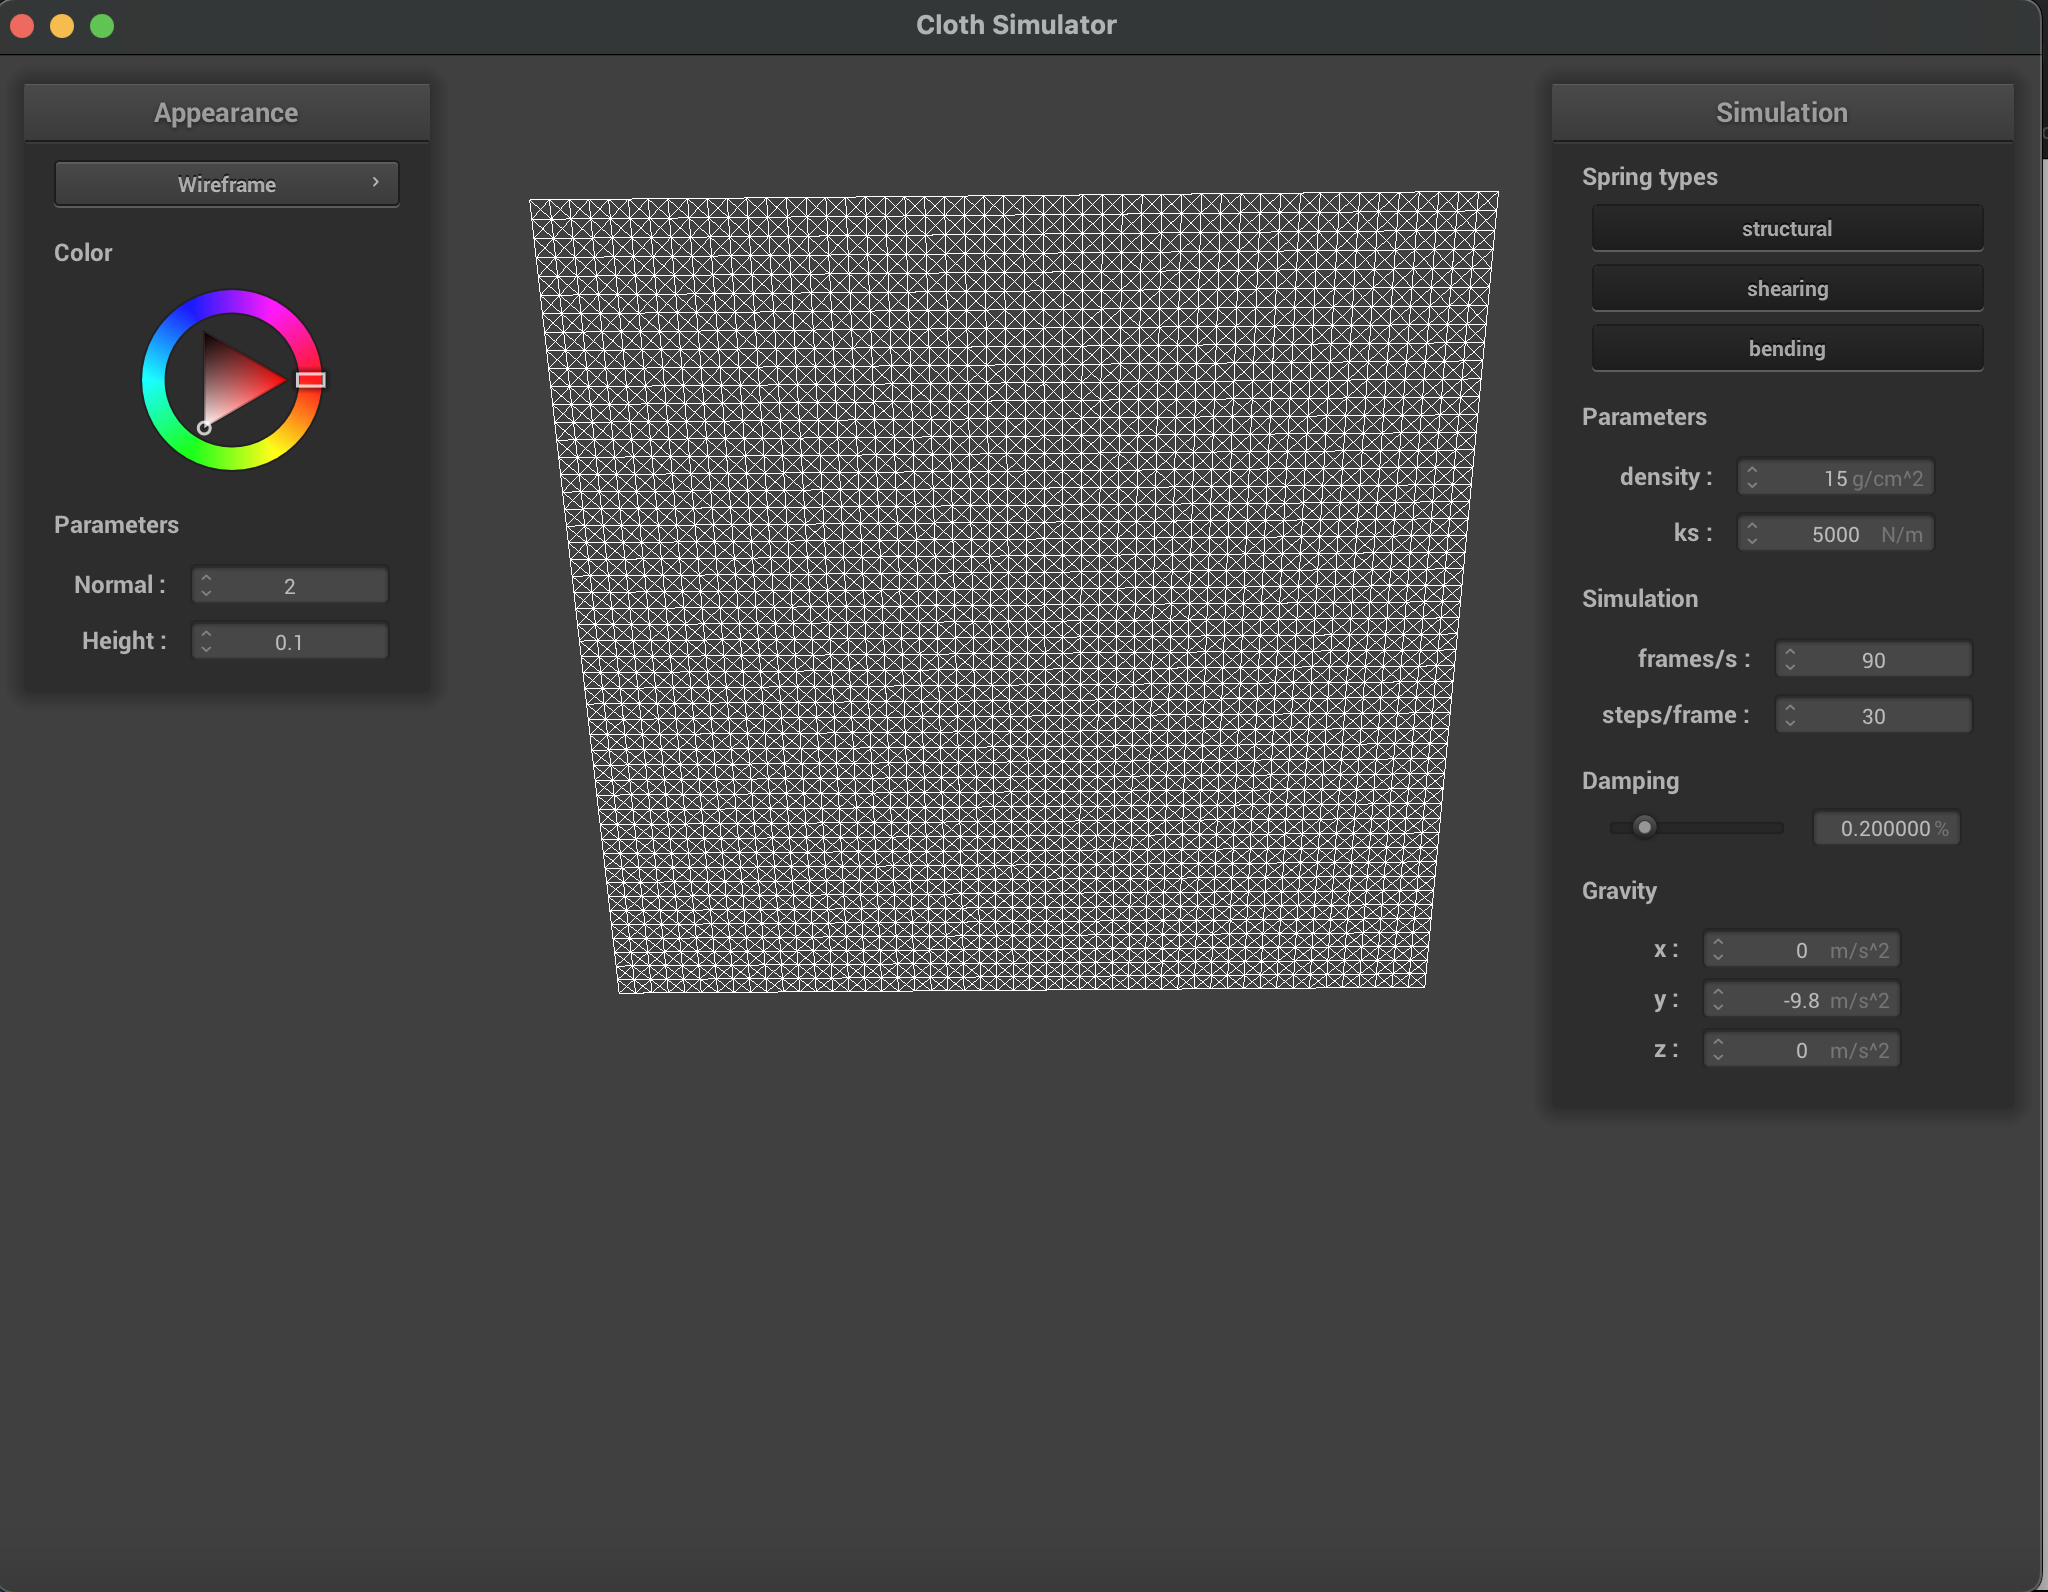 Cloth Simulator
Appearance
Wireframe
Color
Parameters
Normal : 2
Height : 0.1
Simulation
Spring types
structural
shearing
bending
Parameters
density : 15 g/cm^2
ks : 5000 N/m
Simulation
frames/s : 90
steps/frame : 30
Damping
0.200000 %
Gravity
x : 0 m/s^2
y : -9.8 m/s^2
z : 0 m/s^2